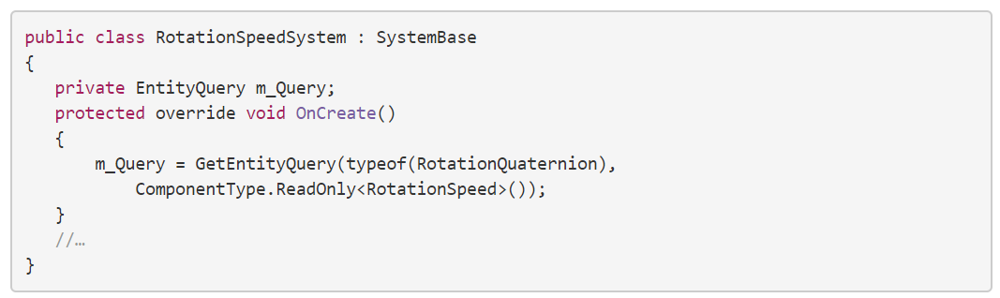 public class RotationSpeedSystem : SystemBase
{
   private EntityQuery m_Query;
   protected override void OnCreate()
   {
       m_Query = GetEntityQuery(typeof(RotationQuaternion),
           ComponentType.ReadOnly<RotationSpeed>());
   }
   //…
}